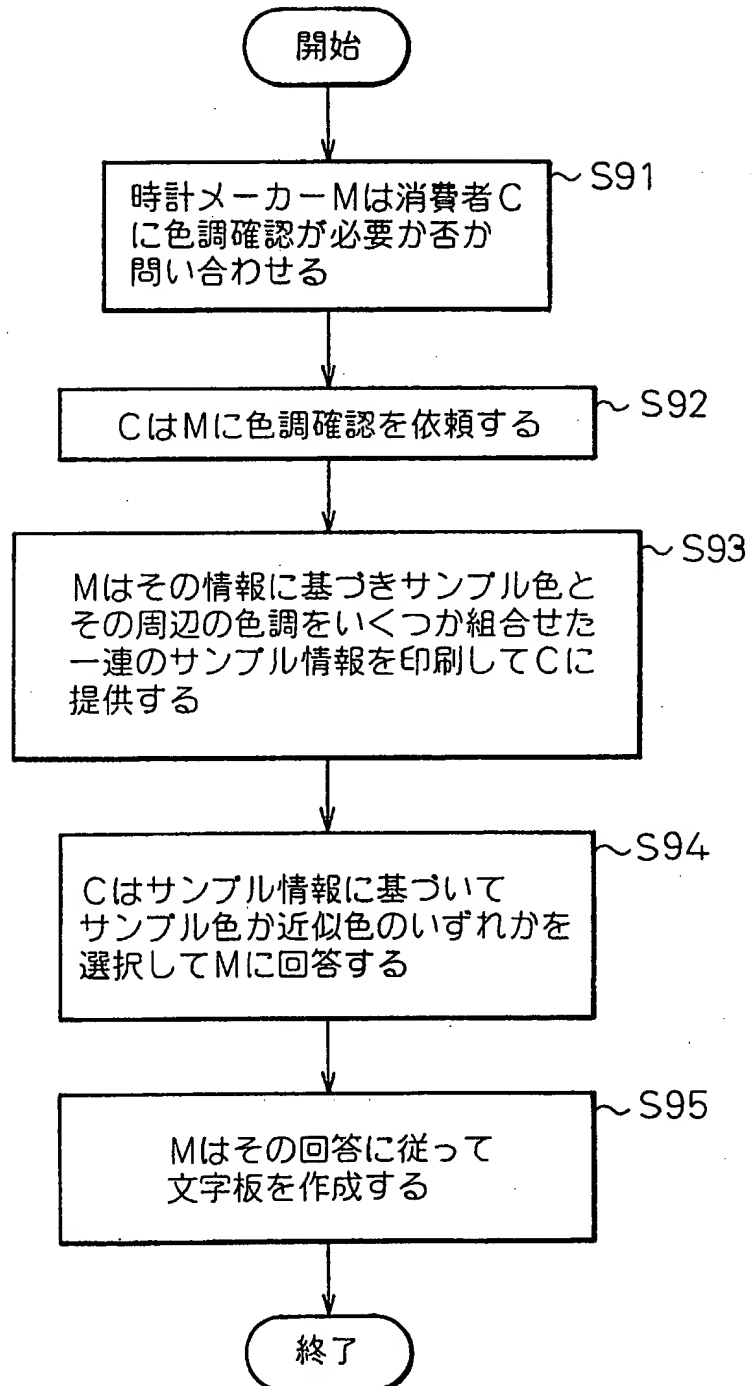 開始
時計メーカーMは消費者C
に色調確認が必要か否か
問い合わせる
S91
CはMに色調確認を依頼する
S92
Mはその情報に基づきサンプル色と
その周辺の色調をいくつか組合せた
一連のサンプル情報を印刷してCに
提供する
S93
Cはサンプル情報に基づいて
サンプル色か近似色のいずれかを
選択してMに回答する
S94
Mはその回答に従って
文字板を作成する
S95
終了